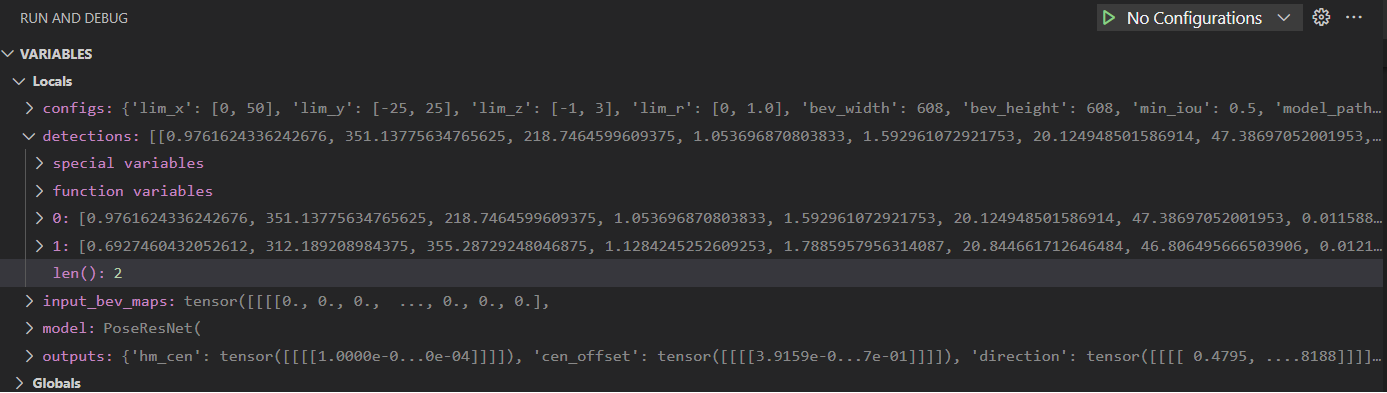 RUN AND DEBUG
No Configurations
VARIABLES
Locals
configs: {'lim_x': [0, 50], 'lim_y': [-25, 25], 'lim_z': [-1, 3], 'lim_r': [0, 1.0], 'bev_width': 608, 'bev_height': 608, 'min_iou': 0.5, 'model_path…
detections: [[0.9761624336242676, 351.13775634765625, 218.7464599609375, 1.053696870803833, 1.592961072921753, 20.124948501586914, 47.38697052001953,…
special variables
function variables
0: [0.9761624336242676, 351.13775634765625, 218.7464599609375, 1.053696870803833, 1.592961072921753, 20.124948501586914, 47.38697052001953, 0.011588…
1: [0.6927460432052612, 312.189208984375, 355.28729248046875, 1.1284245252609253, 1.7885957956314087, 20.844661712646484, 46.806495666503906, 0.0121…
len(): 2
input_bev_maps: tensor([[[[0., 0., 0.,  ..., 0., 0., 0.],
model: PoseResNet(
outputs: {'hm_cen': tensor([[[[1.0000e-0...0e-04]]]]), 'cen_offset': tensor([[[[3.9159e-0...7e-01]]]]), 'direction': tensor([[[[ 0.4795, ....8188]]]]…
Globals